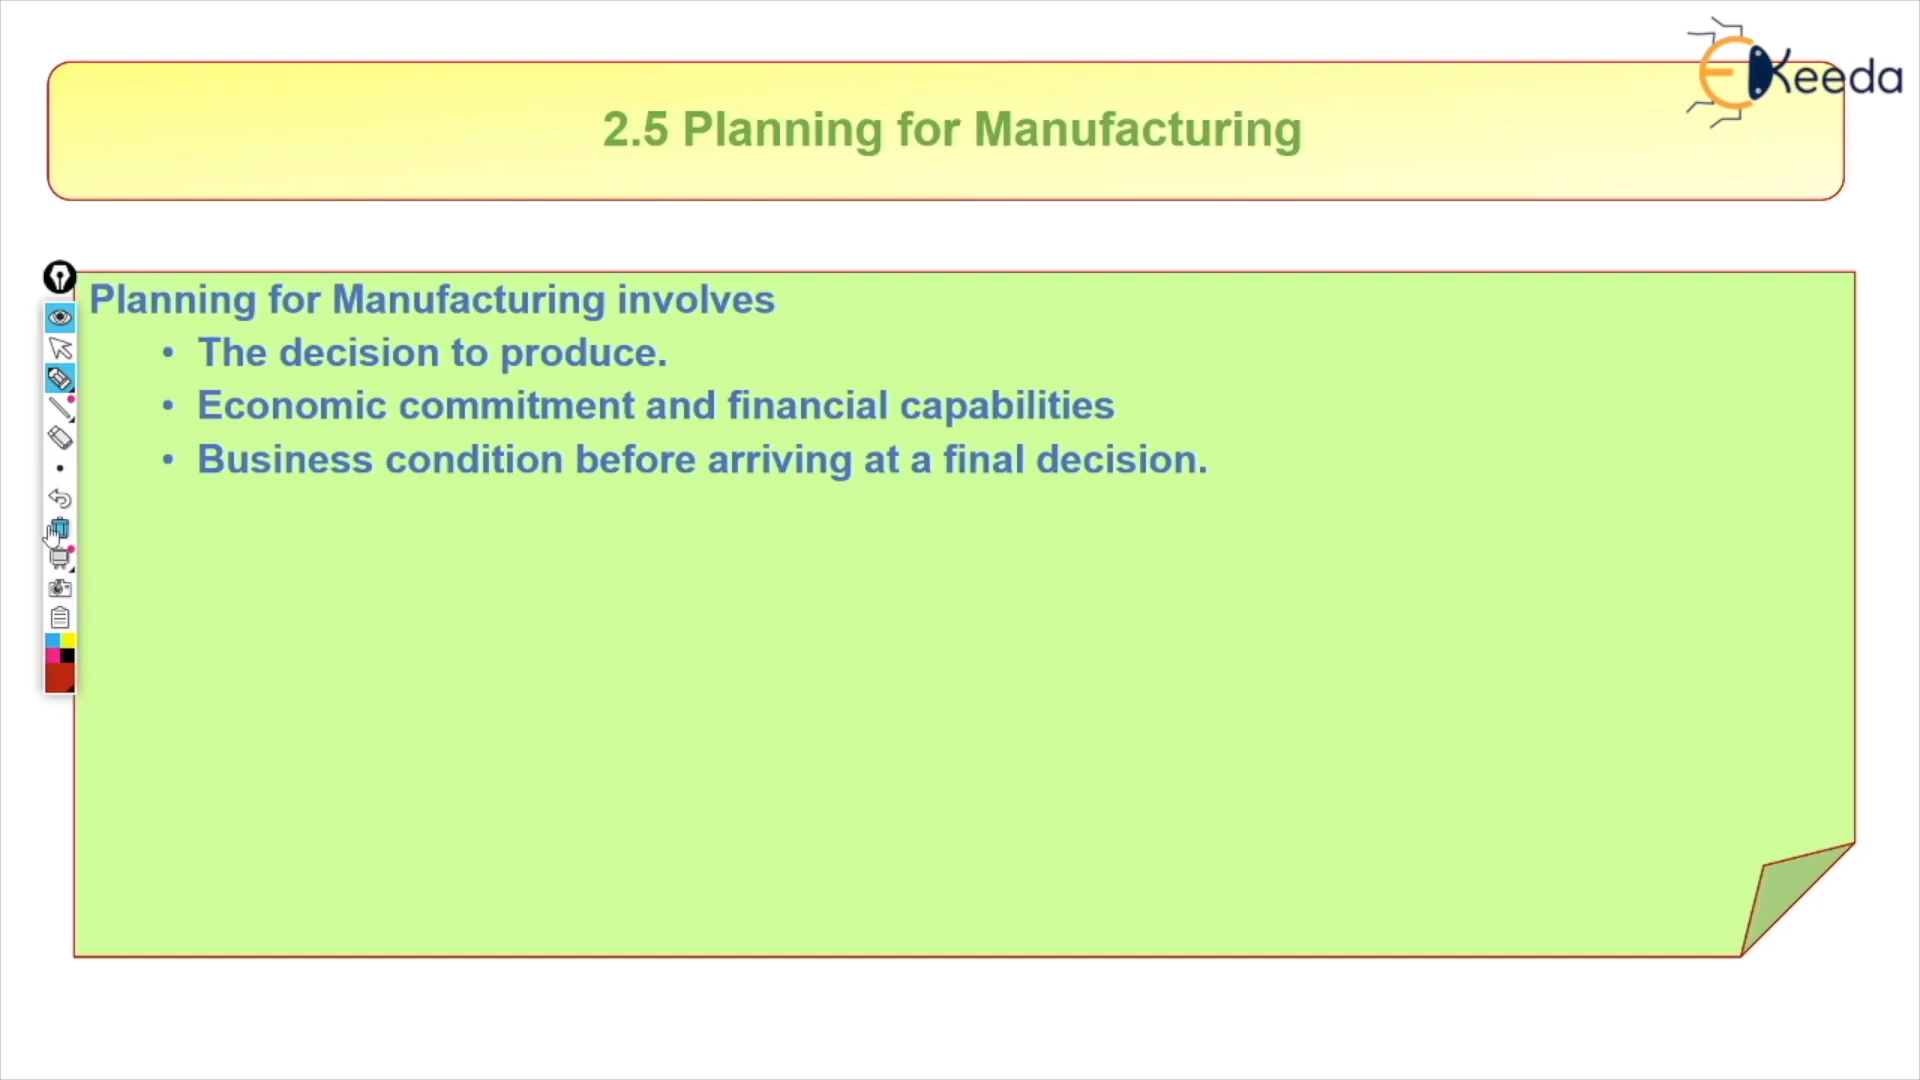 EKeeda
2.5 Planning for Manufacturing
Planning for Manufacturing involves
• The decision to produce.
• Economic commitment and financial capabilities
• Business condition before arriving at a final decision.